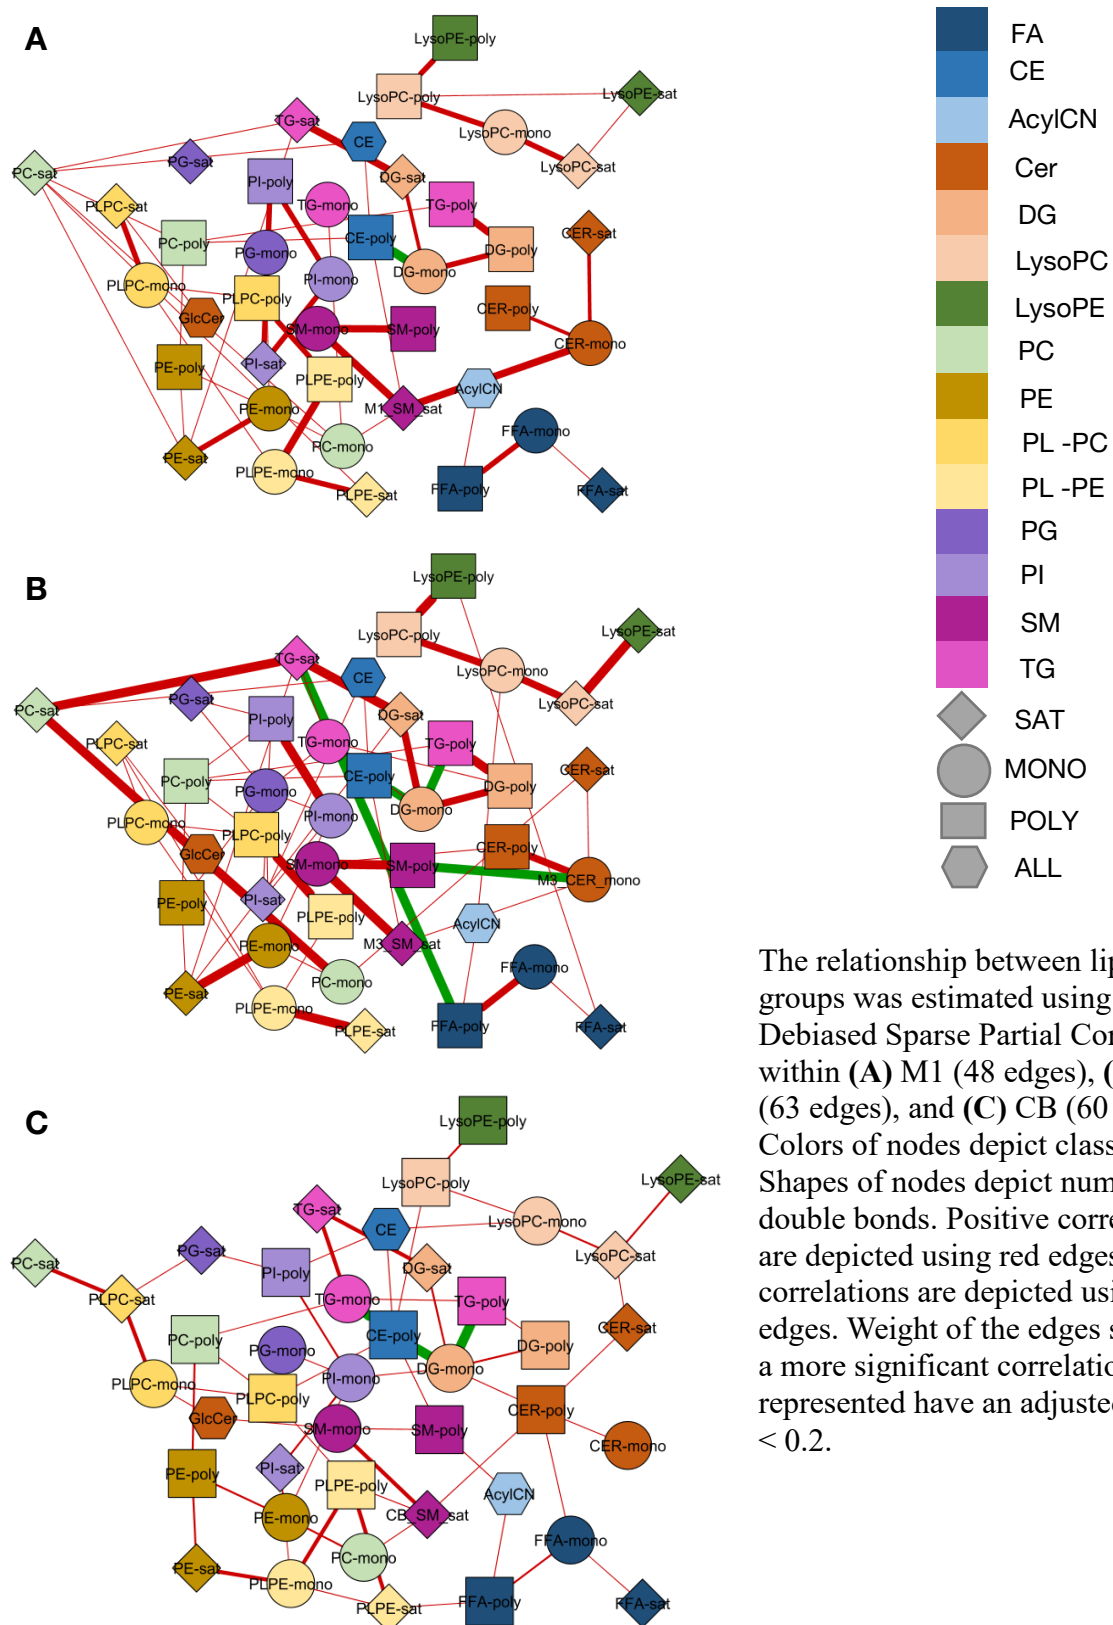 A
LysoPE-poly
LysoPC-poly
LysoPE-sat
TG-sat
LysoPC-mono
CE
PG-sat
LysoPC-sat
PC-sat
DG-sat
PI-poly
PLPC-sat
TG-mono
TG-poly
CER-sat
PC-poly
CE-poly
PG-mono
DG-poly
DG-mono
PI-mono
PLPC-mono
PLPC-poly
CER-poly
GlcCer
SM-mono
SM-poly
CER-mono
PE-poly
PI-sat
PLPE-poly
AcylCN
PE-mono
M1_SM_sat
FFA-mono
PC-mono
PE-sat
PLPE-mono
PLPE-sat
FFA-poly
FFA-sat
B
LysoPE-poly
LysoPC-poly
LysoPE-sat
TG-sat
LysoPC-mono
CE
PG-sat
LysoPC-sat
PC-sat
DG-sat
PI-poly
PLPC-sat
TG-mono
TG-poly
CER-sat
PC-poly
CE-poly
PG-mono
DG-poly
DG-mono
PI-mono
PLPC-mono
PLPC-poly
CER-poly
GlcCer
SM-mono
SM-poly
M3_CER_mono
PE-poly
PI-sat
PLPE-poly
AcylCN
PE-mono
M3_SM_sat
FFA-mono
PC-mono
PE-sat
PLPE-mono
PLPE-sat
FFA-poly
FFA-sat
C
LysoPE-poly
LysoPC-poly
LysoPE-sat
TG-sat
LysoPC-mono
CE
PG-sat
LysoPC-sat
PC-sat
DG-sat
PI-poly
PLPC-sat
TG-mono
TG-poly
CER-sat
PC-poly
CE-poly
PG-mono
DG-poly
DG-mono
PI-mono
PLPC-mono
PLPC-poly
CER-poly
GlcCer
SM-mono
SM-poly
CER-mono
PE-poly
PI-sat
PLPE-poly
AcylCN
PE-mono
CB_SM_sat
FFA-mono
PC-mono
PE-sat
PLPE-mono
PLPE-sat
FFA-poly
FFA-sat
FA
CE
AcylCN
Cer
DG
LysoPC
LysoPE
PC
PE
PL -PC
PL -PE
PG
PI
SM
TG
SAT
MONO
POLY
ALL
The relationship between
groups was estimated using
Debiased Sparse Partial
within (A) M1 (48 edges),
(63 edges), and (C) CB (60
Colors of nodes depict
Shapes of nodes depict
double bonds. Positive
are depicted using red edges
correlations are depicted
edges. Weight of the edges
a more significant
represented have an adjusted
< 0.2.